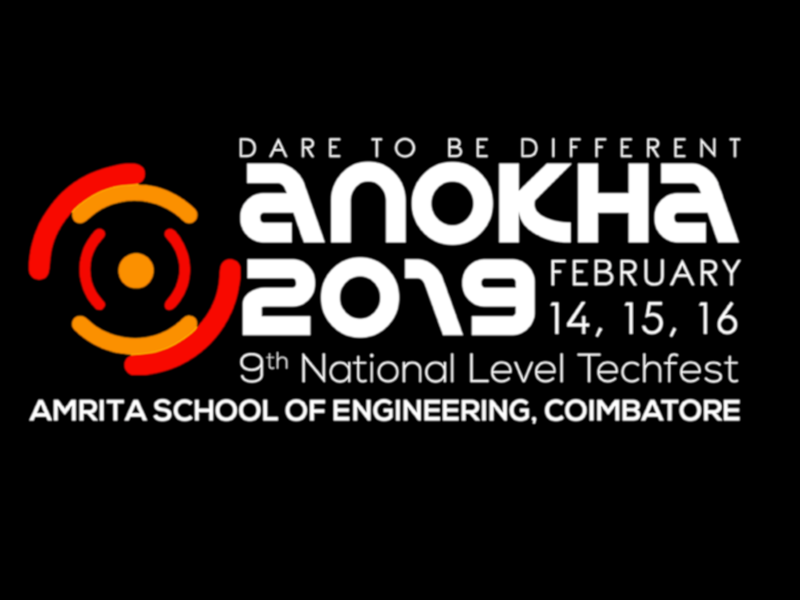 DARE TO BE DIFFERENT
ANOKHA
2019 FEBRUARY
14, 15, 16
9th National Level Techfest
AMRITA SCHOOL OF ENGINEERING, COIMBATORE